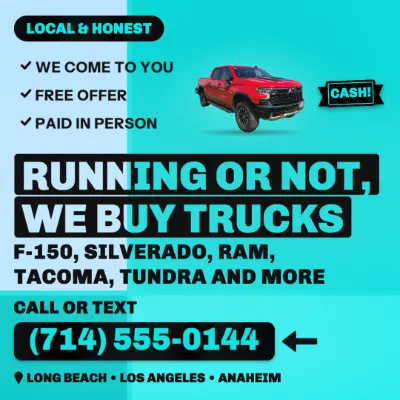 LOCAL & HONEST
WE COME TO YOU
FREE OFFER
PAID IN PERSON
CASH!
RUNNING OR NOT,
WE BUY TRUCKS
F-150, SILVERADO, RAM,
TACOMA, TUNDRA AND MORE
CALL OR TEXT
(714) 555-0144
LONG BEACH • LOS ANGELES • ANAHEIM